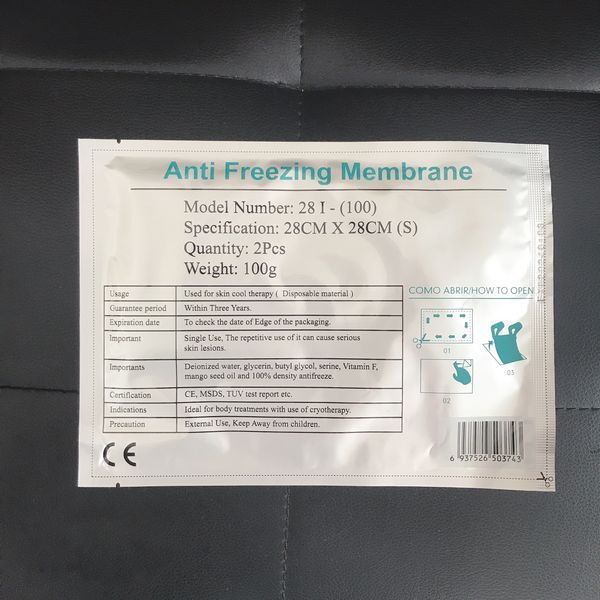 Anti Freezing Membrane
Model Number: 28 I - (100)
Specification: 28CM X 28CM (S)
Quantity: 2Pcs
Weight: 100g
Usage Used for skin cool therapy ( Disposable material )
Guarantee period Within Three Years.
Expiration date To check the date of Edge of the packaging.
Important Single Use, The repetitive use of it can cause serious
skin lesions.
Importants Deionized water, glycerin, butyl glycol, serine, Vitamin F,
mango seed oil and 100% density antifreeze.
Certification CE, MSDS, TUV test report etc.
Indications Ideal for body treatments with use of cryotherapy.
Precaution External Use, Keep Away from children.
CE
COMO ABRIR/HOW TO OPEN
01
02
03
6 937526 503743